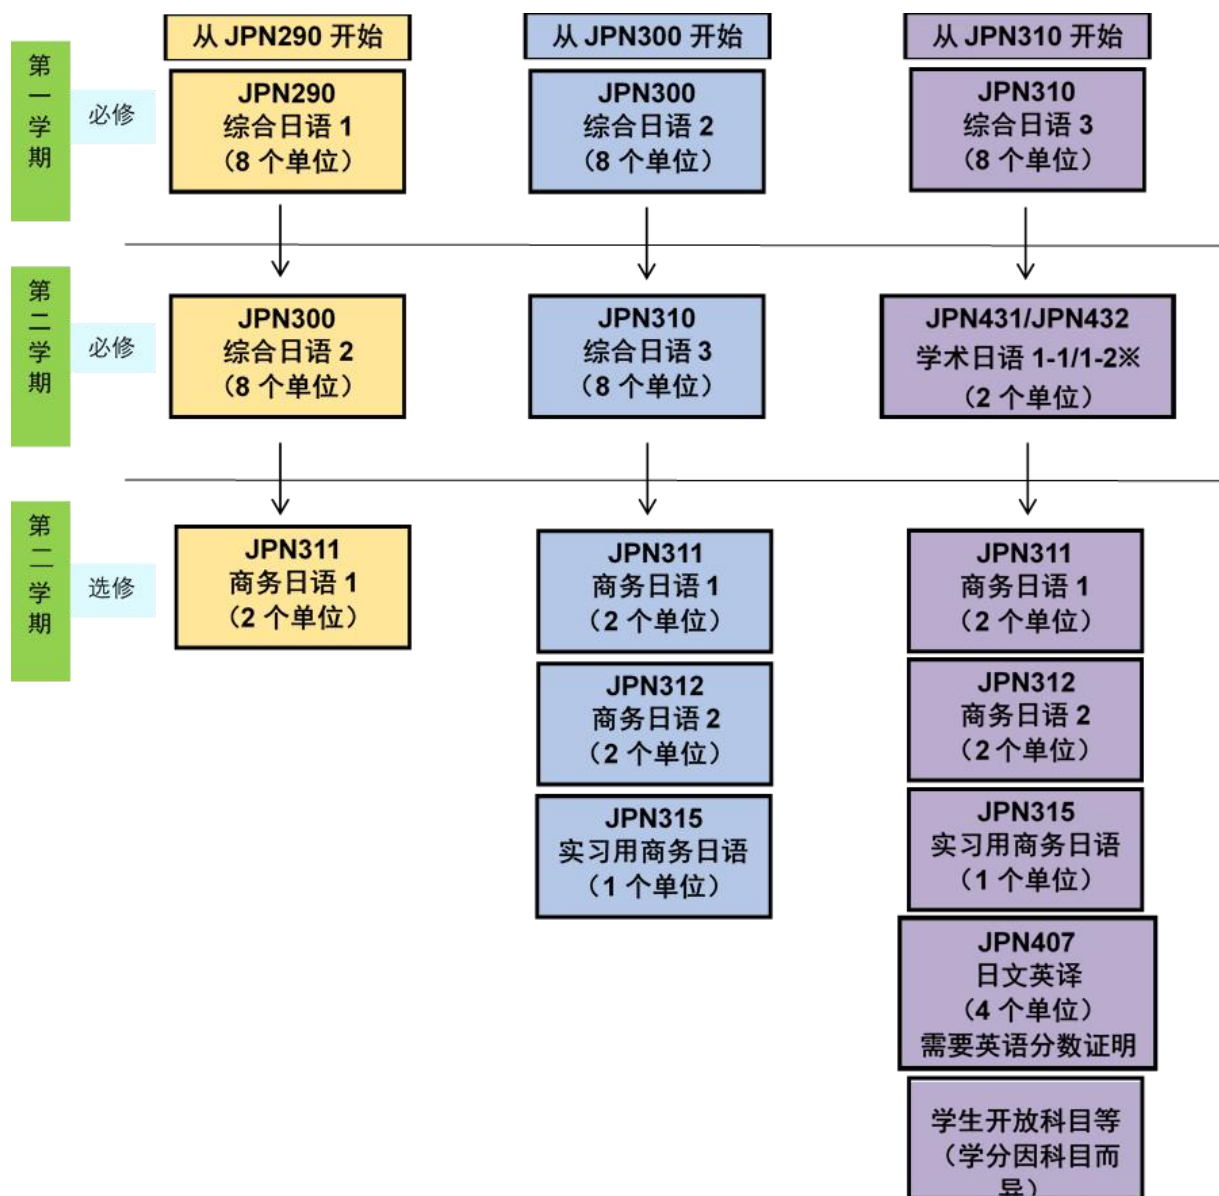 从 JPN290 开始
从 JPN300 开始
从 JPN310 开始
第一学期
必修
JPN290
综合日语 1
（8 个单位）
JPN300
综合日语 2
（8 个单位）
JPN310
综合日语 3
（8 个单位）
第二学期
必修
JPN300
综合日语 2
（8 个单位）
JPN310
综合日语 3
（8 个单位）
JPN431/JPN432
学术日语 1-1/1-2※
（2 个单位）
第二学期
选修
JPN311
商务日语 1
（2 个单位）
JPN311
商务日语 1
（2 个单位）
JPN312
商务日语 2
（2 个单位）
JPN315
实习用商务日语
（1 个单位）
JPN311
商务日语 1
（2 个单位）
JPN312
商务日语 2
（2 个单位）
JPN315
实习用商务日语
（1 个单位）
JPN407
日文英译
（4 个单位）
需要英语分数证明
学生开放科目等
（学分因科目而
异）